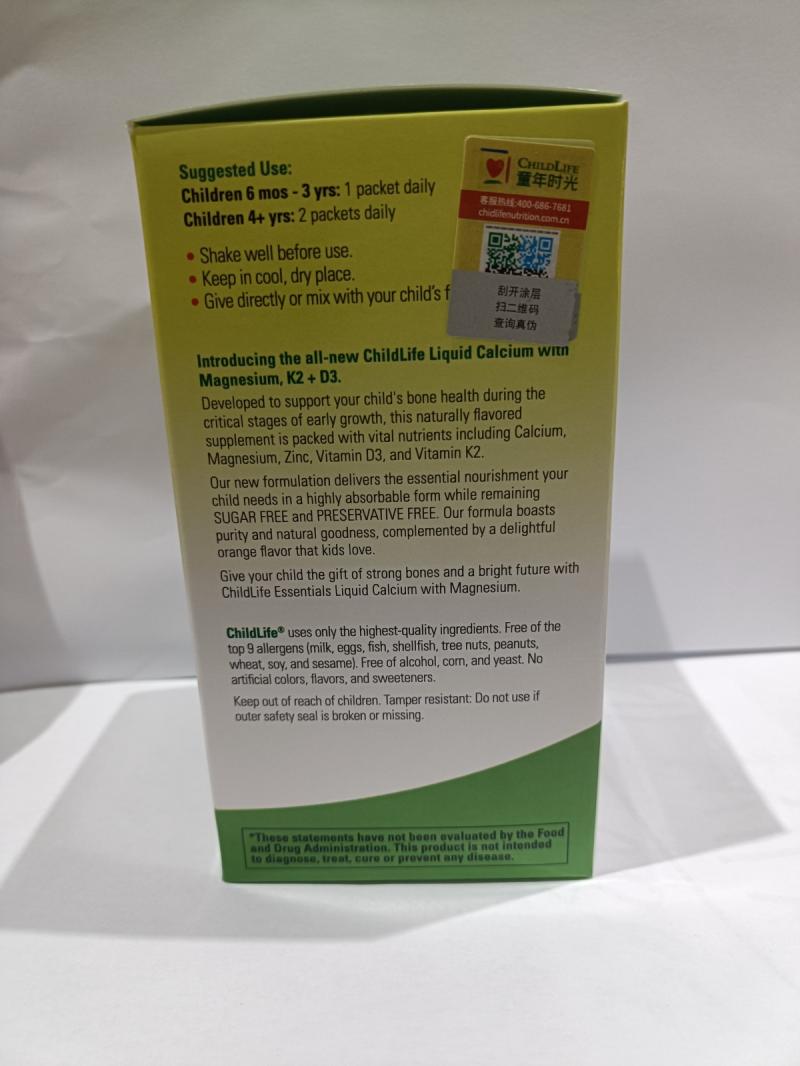 Suggested Use:
Children 6 mos - 3 yrs: 1 packet daily
Children 4+ yrs: 2 packets daily
• Shake well before use.
• Keep in cool, dry place.
• Give directly or mix with your child's f
CHILDLIFE
童年时光
客服热线:400-686-7681
childlifenutrition.com.cn
刮开涂层
扫二维码
查询真伪
Introducing the all-new ChildLife Liquid Calcium with
Magnesium, K2 + D3.
Developed to support your child's bone health during the
critical stages of early growth, this naturally flavored
supplement is packed with vital nutrients including Calcium,
Magnesium, Zinc, Vitamin D3, and Vitamin K2.
Our new formulation delivers the essential nourishment your
child needs in a highly absorbable form while remaining
SUGAR FREE and PRESERVATIVE FREE. Our formula boasts
purity and natural goodness, complemented by a delightful
orange flavor that kids love.
Give your child the gift of strong bones and a bright future with
ChildLife Essentials Liquid Calcium with Magnesium.
ChildLife® uses only the highest-quality ingredients. Free of the
top 9 allergens (milk, eggs, fish, shellfish, tree nuts, peanuts,
wheat, soy, and sesame). Free of alcohol, corn, and yeast. No
artificial colors, flavors, and sweeteners.
Keep out of reach of children. Tamper resistant: Do not use if
outer safety seal is broken or missing.
*These statements have not been evaluated by the Food
and Drug Administration. This product is not intended
to diagnose, treat, cure or prevent any disease.